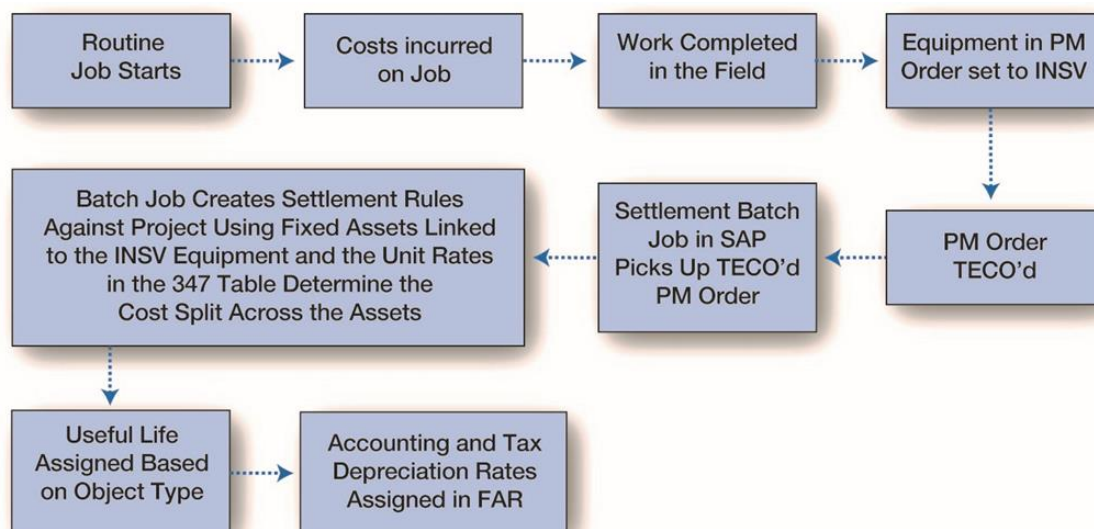 Routine
Job Starts
Costs incurred
on Job
Work Completed
in the Field
Equipment in PM
Order set to INSV
PM Order
TECO’d
Settlement Batch
Job in SAP
Picks Up TECO’d
PM Order
Batch Job Creates Settlement Rules
Against Project Using Fixed Assets Linked
to the INSV Equipment and the Unit Rates
in the 347 Table Determine the
Cost Split Across the Assets
Useful Life
Assigned Based
on Object Type
Accounting and Tax
Depreciation Rates
Assigned in FAR